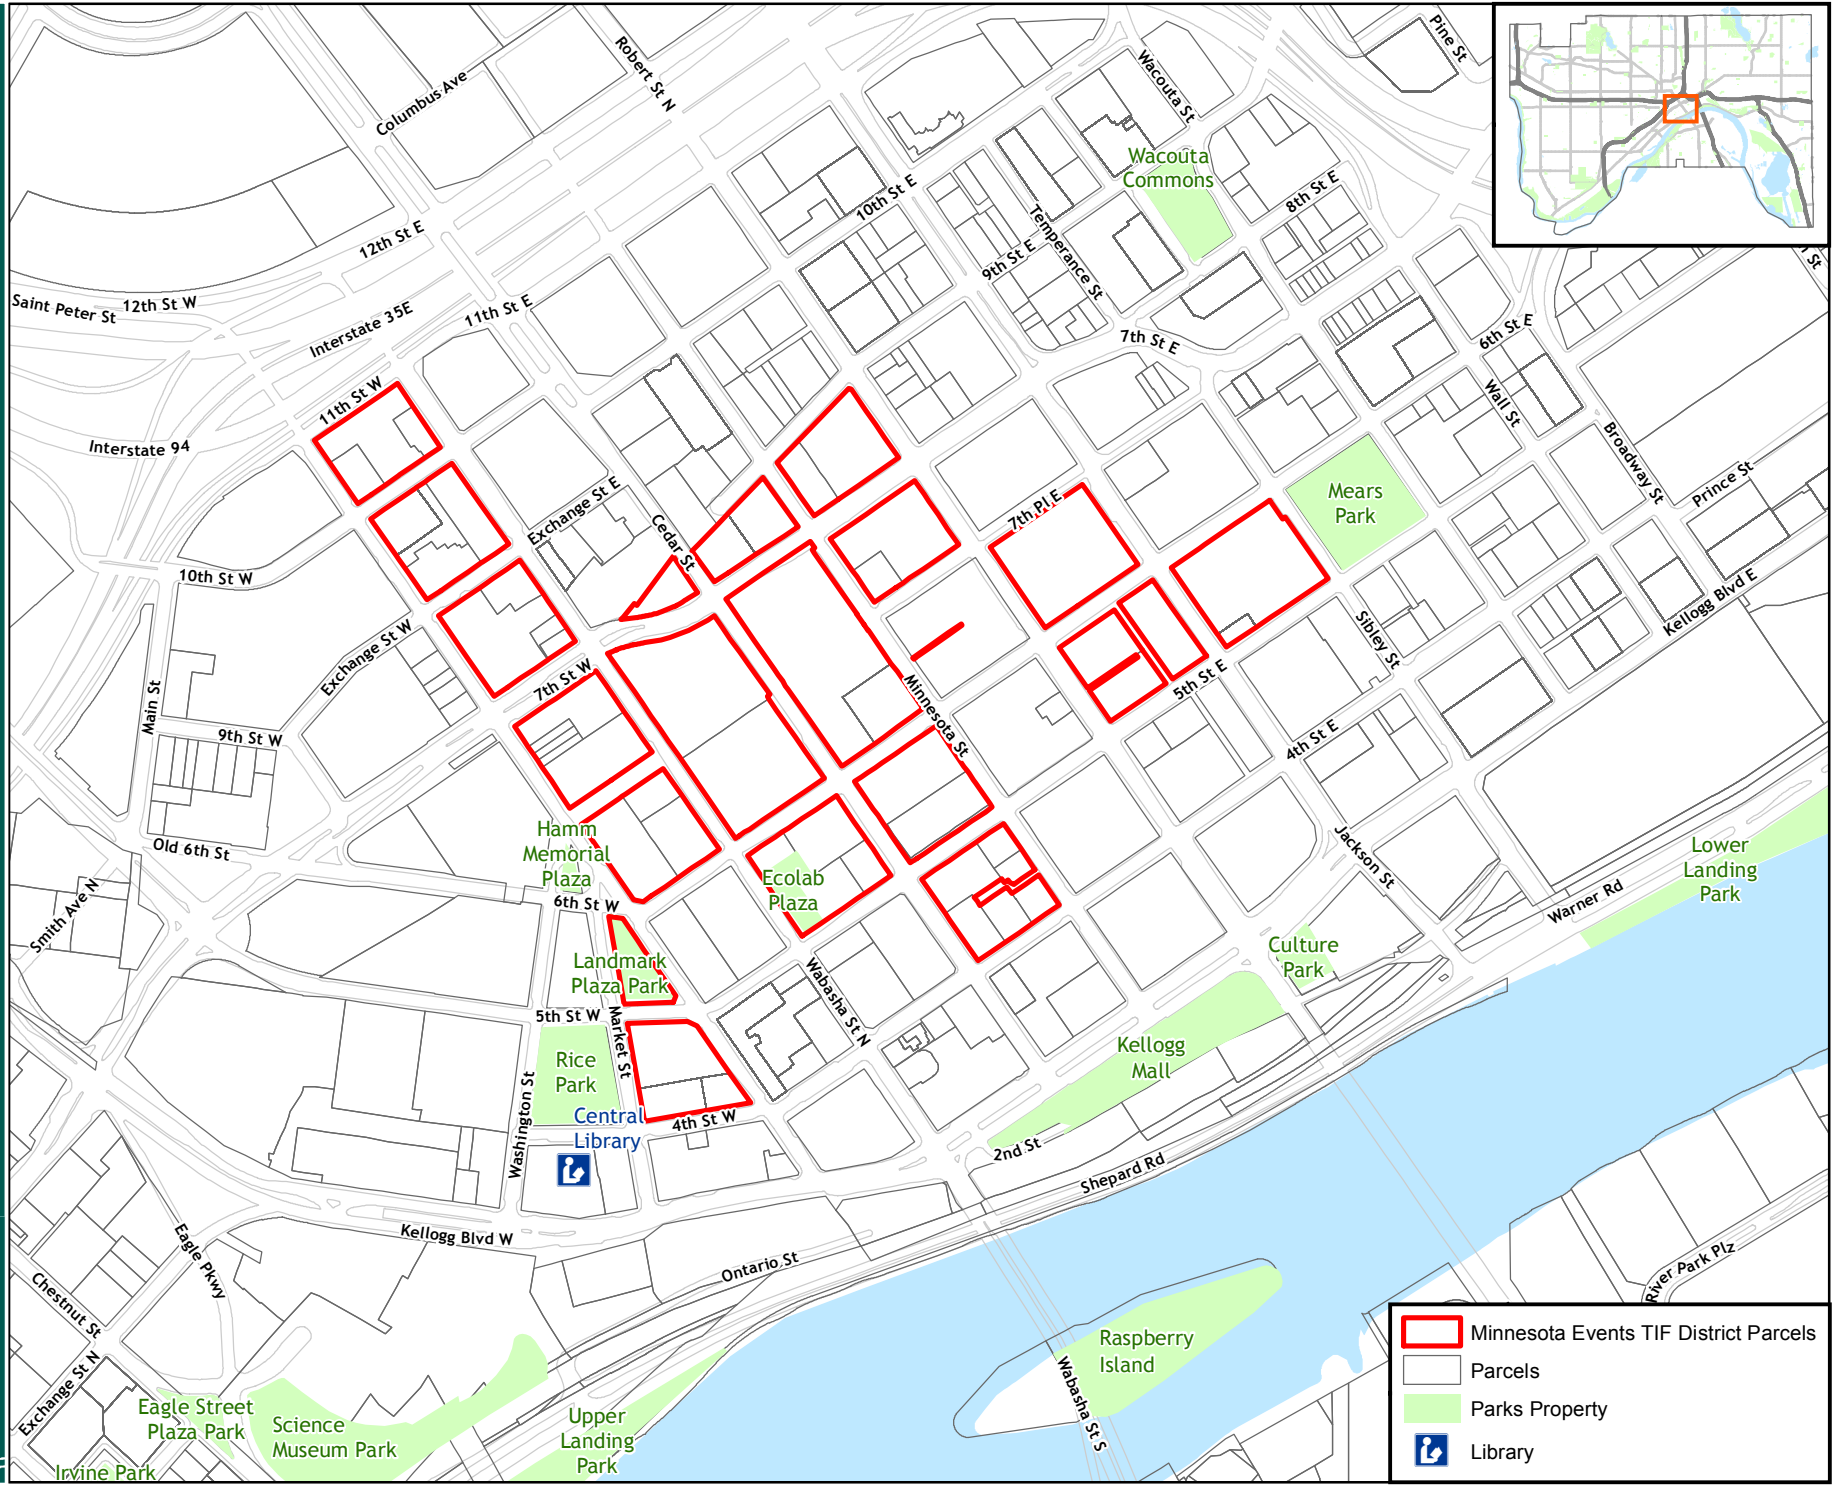 Pine St
Robert St N
Columbus Ave
Wacouta St
Wacouta
Commons
10th St E
8th St E
Temperance St
12th St E
9th St E
St
12th St W
Saint Peter St
Interstate 35E
11th St E
7th St E
6th St E
11th St W
Wall St
Interstate 94
Broadway St
Prince St
Exchange St E
Mears
Park
7th Pl E
Cedar St
10th St W
Kellogg Blvd E
Exchange St W
Sibley St
7th St W
5th St E
Main St
Minnesota St
9th St W
4th St E
Hamm
Memorial
Plaza
Old 6th St
Jackson St
Lower
Landing
Park
Ecolab
Plaza
6th St W
Smith Ave N
Warner Rd
Culture
Park
Landmark
Plaza Park
Wabasha St N
5th St W
Market St
Rice
Park
Kellogg
Mall
Washington St
Central
Library
4th St W
2nd St
Shepard Rd
Eagle Pkwy
Kellogg Blvd W
Ontario St
River Park Plz
Chestnut St
Raspberry
Island
Wabasha St S
Exchange St N
Eagle Street
Plaza Park
Science
Museum Park
Upper
Landing
Park
Irvine Park
Minnesota Events TIF District Parcels
Parcels
Parks Property
Library